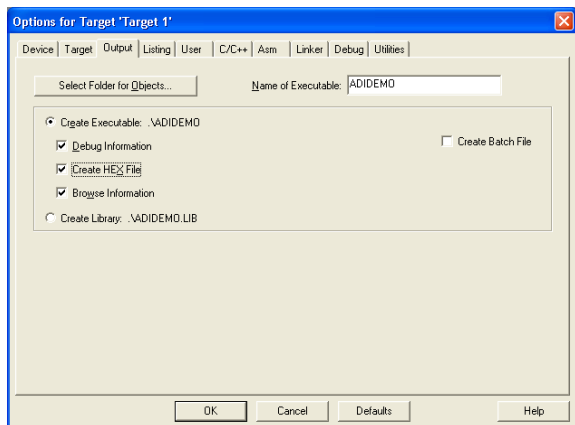 Options for Target 'Target 1'
Device Target Output Listing User C/C++ Asm Linker Debug Utilities
Select Folder for Objects... Name of Executable: ADIDEMO
Create Executable: .\ADIDEMO
Create Batch File
Debug Information
Create HEX File
Browse Information
Create Library: .\ADIDEMO.LIB
OK Cancel Defaults Help